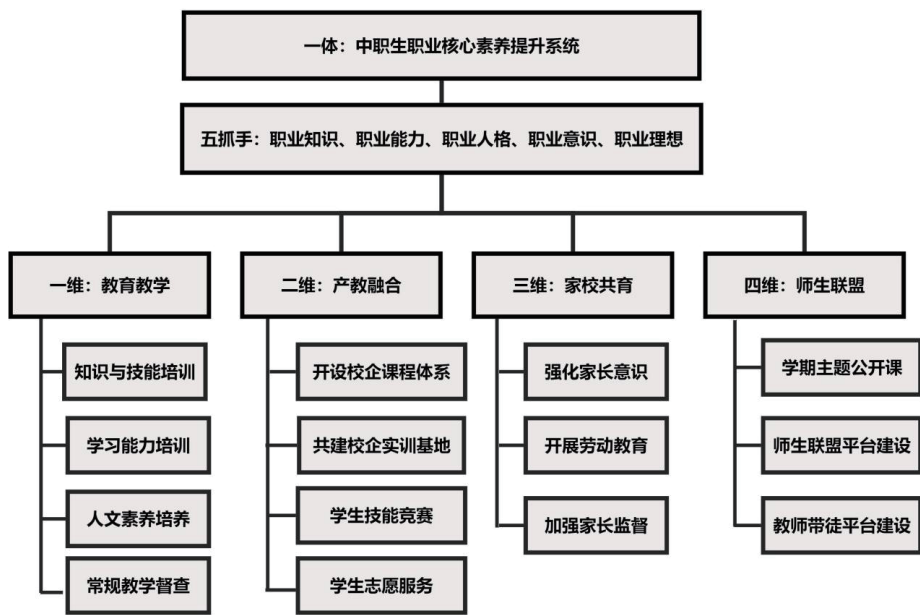 一体：中职生职业核心素养提升系统
五抓手：职业知识、职业能力、职业人格、职业意识、职业理想
一维：教育教学
知识与技能培训
学习能力培训
人文素养培养
常规教学督查
二维：产教融合
开设校企课程体系
共建校企实训基地
学生技能竞赛
学生志愿服务
三维：家校共育
强化家长意识
开展劳动教育
加强家长监督
四维：师生联盟
学期主题公开课
师生联盟平台建设
教师带徒平台建设